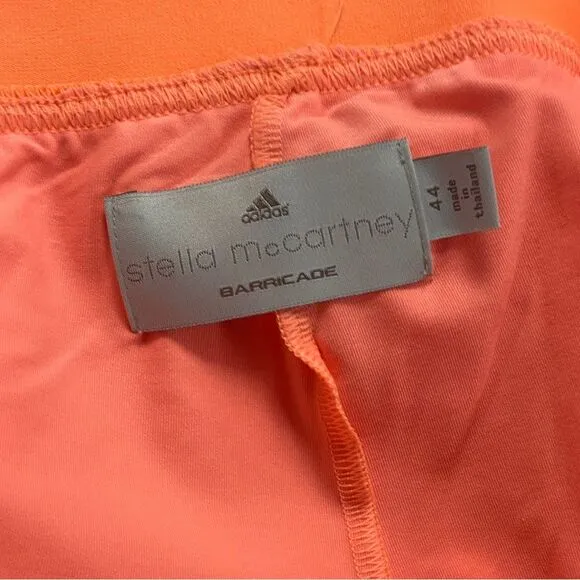 adidas
stella mccartney
BARRICADE
44
made
in
thailand